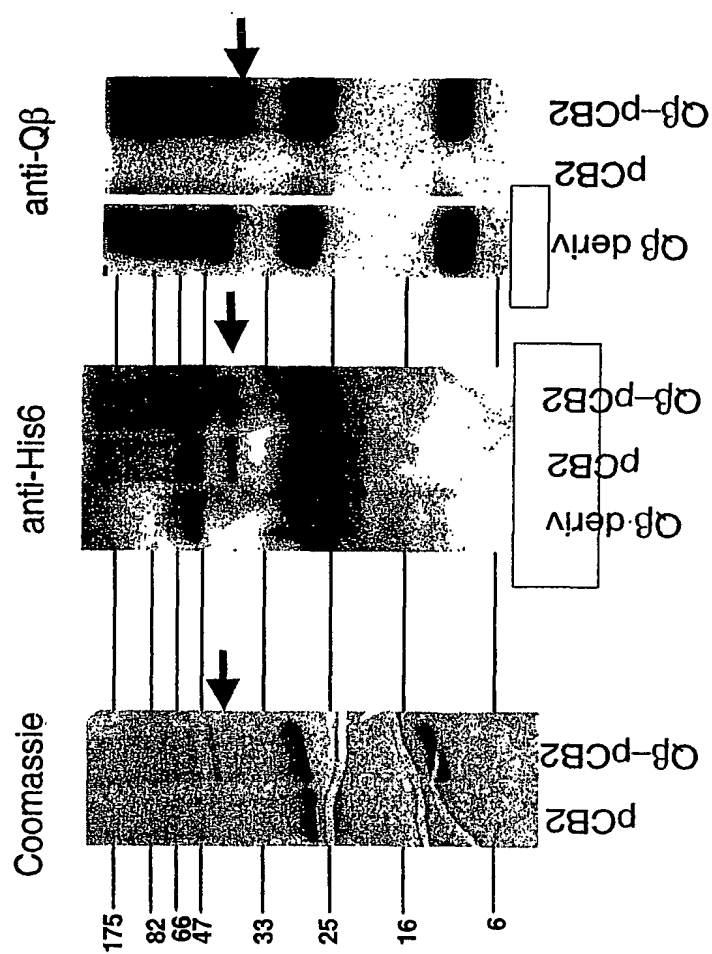 Coomassie
anti-His6
anti-Qβ
175
82
66
47
33
25
16
6
pCB2
Qβ–pCB2
Qβ deriv
pCB2
Qβ–pCB2
Qβ deriv
pCB2
Qβ–pCB2